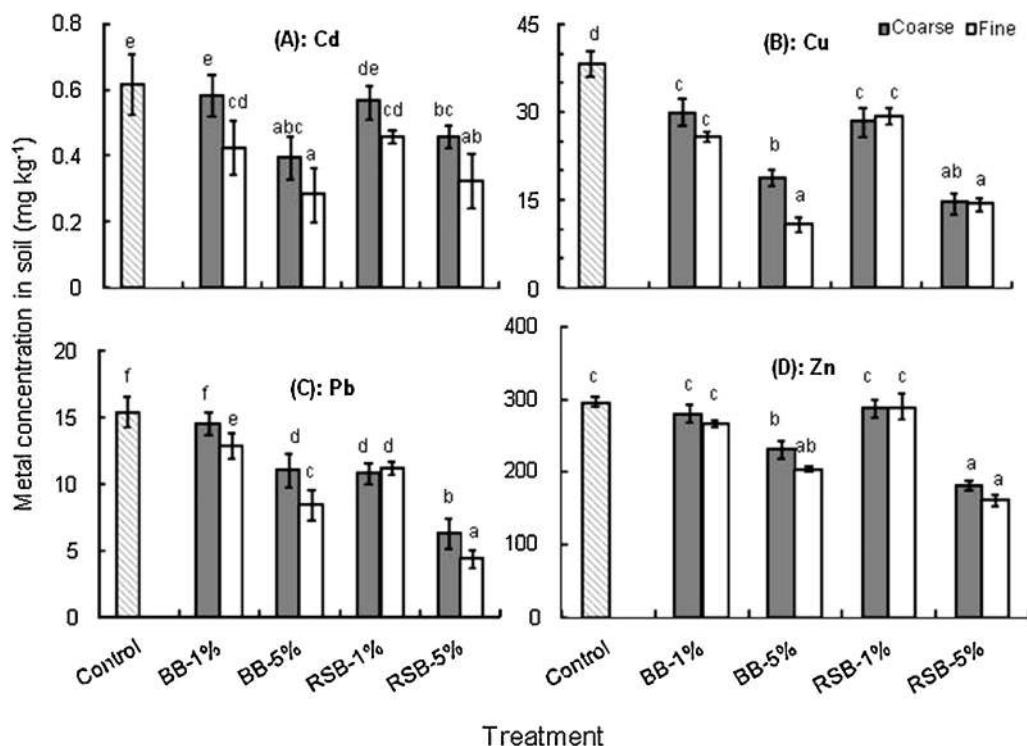 Metal concentration in soil (mg kg⁻¹)
(A): Cd
0.8
0.6
0.4
0.2
0
e
e
cd
abc
a
de
cd
bc
ab
(B): Cu
Coarse
Fine
45
30
15
0
d
c
c
b
a
c
c
ab
a
(C): Pb
20
15
10
5
0
f
f
e
d
c
d
d
b
a
Control
BB-1%
BB-5%
RSB-1%
RSB-5%
(D): Zn
400
300
200
100
0
c
c
c
b
ab
c
c
a
a
Control
BB-1%
BB-5%
RSB-1%
RSB-5%
Treatment